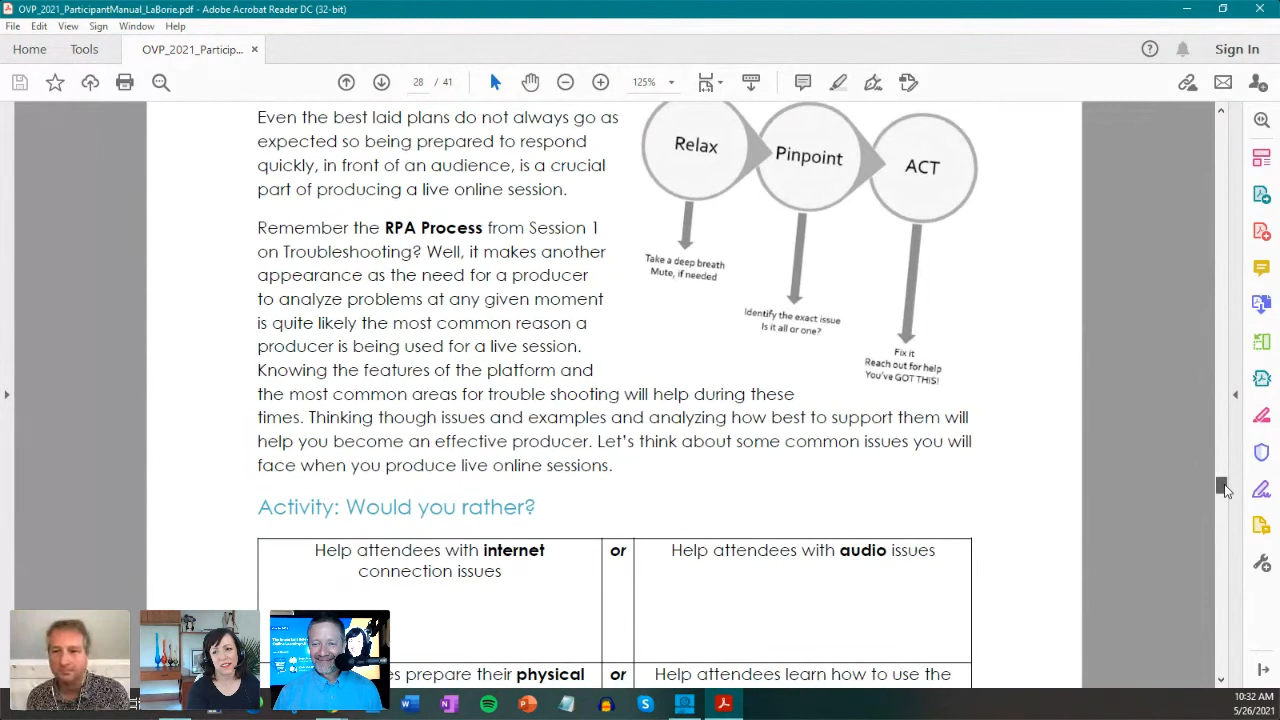 OVP_2021_ParticipantManual_LaBorie.pdf - Adobe Acrobat Reader DC (32-bit)
File Edit View Sign Window Help
Home Tools OVP_2021_Particip... × Sign In
28 / 41 125%
Even the best laid plans do not always go as
expected so being prepared to respond
quickly, in front of an audience, is a crucial
part of producing a live online session.
Remember the RPA Process from Session 1
on Troubleshooting? Well, it makes another
appearance as the need for a producer
to analyze problems at any given moment
is quite likely the most common reason a
producer is being used for a live session.
Knowing the features of the platform and
the most common areas for trouble shooting will help during these
times. Thinking though issues and examples and analyzing how best to support them will
help you become an effective producer. Let's think about some common issues you will
face when you produce live online sessions.
Relax
Pinpoint
ACT
Take a deep breath
Mute, if needed
Identify the exact issue
Is it all or one?
Fix it
Reach out for help
You've GOT THIS!
Activity: Would you rather?
Help attendees with internet
connection issues
or
Help attendees with audio issues
es prepare their physical
or
Help attendees learn how to use the
10:32 AM
5/26/2021